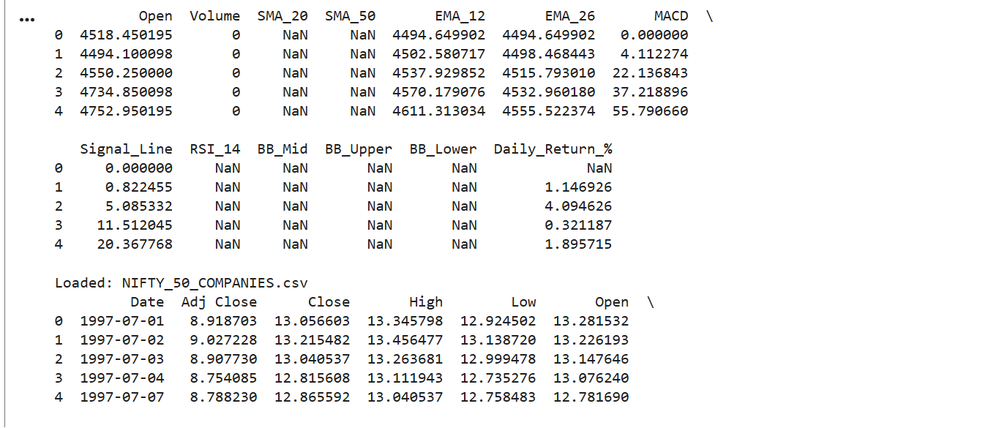 ...
Open Volume SMA_20 SMA_50 EMA_12 EMA_26 MACD \
0 4518.450195 0 NaN NaN 4494.649902 4494.649902 0.000000
1 4494.100098 0 NaN NaN 4502.580717 4498.468443 4.112274
2 4550.250000 0 NaN NaN 4537.929852 4515.793010 22.136843
3 4734.850098 0 NaN NaN 4570.179076 4532.960180 37.218896
4 4752.950195 0 NaN NaN 4611.313034 4555.522374 55.790660
Signal_Line RSI_14 BB_Mid BB_Upper BB_Lower Daily_Return_%
0 0.000000 NaN NaN NaN NaN NaN
1 0.822455 NaN NaN NaN NaN 1.146926
2 5.085332 NaN NaN NaN NaN 4.094626
3 11.512045 NaN NaN NaN NaN 0.321187
4 20.367768 NaN NaN NaN NaN 1.895715
Loaded: NIFTY_50_COMPANIES.csv
Date Adj Close Close High Low Open \
0 1997-07-01 8.918703 13.056603 13.345798 12.924502 13.281532
1 1997-07-02 9.027228 13.215482 13.456477 13.138720 13.226193
2 1997-07-03 8.907730 13.040537 13.263681 12.999478 13.147646
3 1997-07-04 8.754085 12.815608 13.111943 12.735276 13.076240
4 1997-07-07 8.788230 12.865592 13.040537 12.758483 12.781690